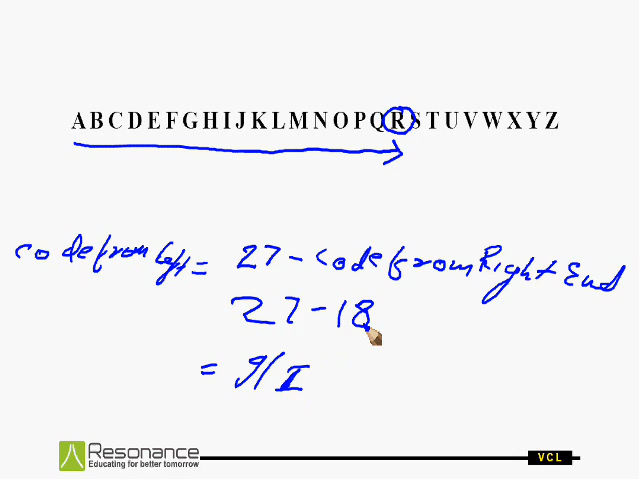 ABCDEFGHIJKLMNOPQRSTUVWXYZ
code from left = 27 - code from Right End
27 - 18
= 9/I
Resonance
Educating for better tomorrow
VCL